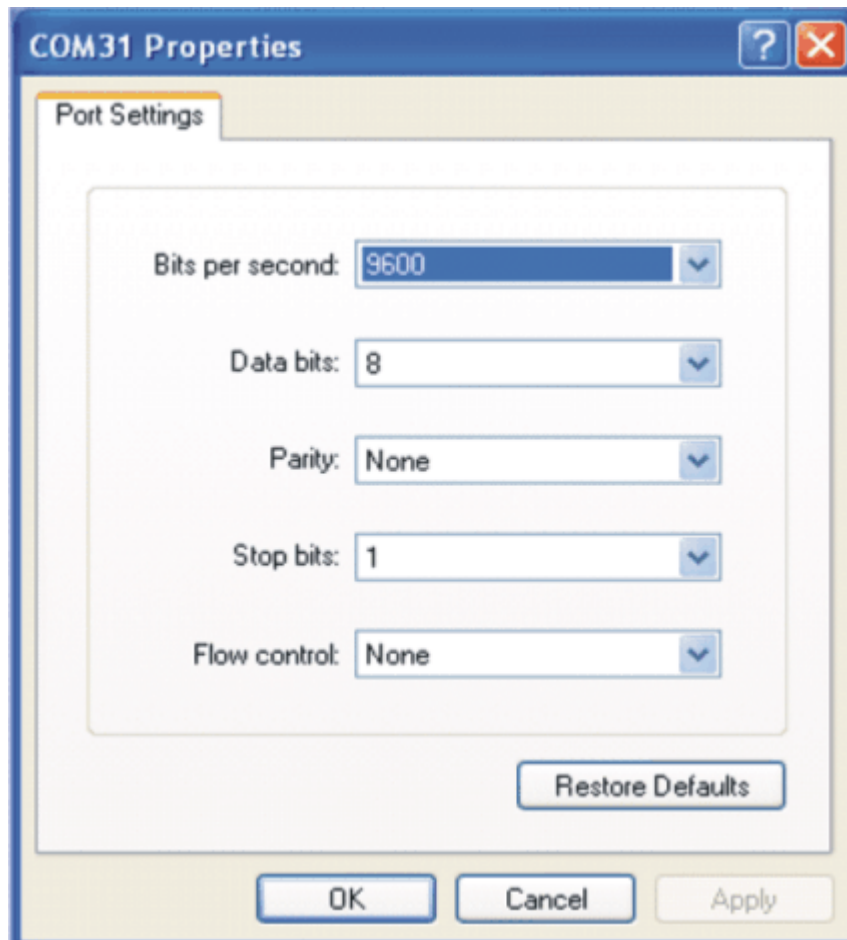 COM31 Properties
Port Settings
Bits per second: 9600
Data bits: 8
Parity: None
Stop bits: 1
Flow control: None
Restore Defaults
OK Cancel Apply